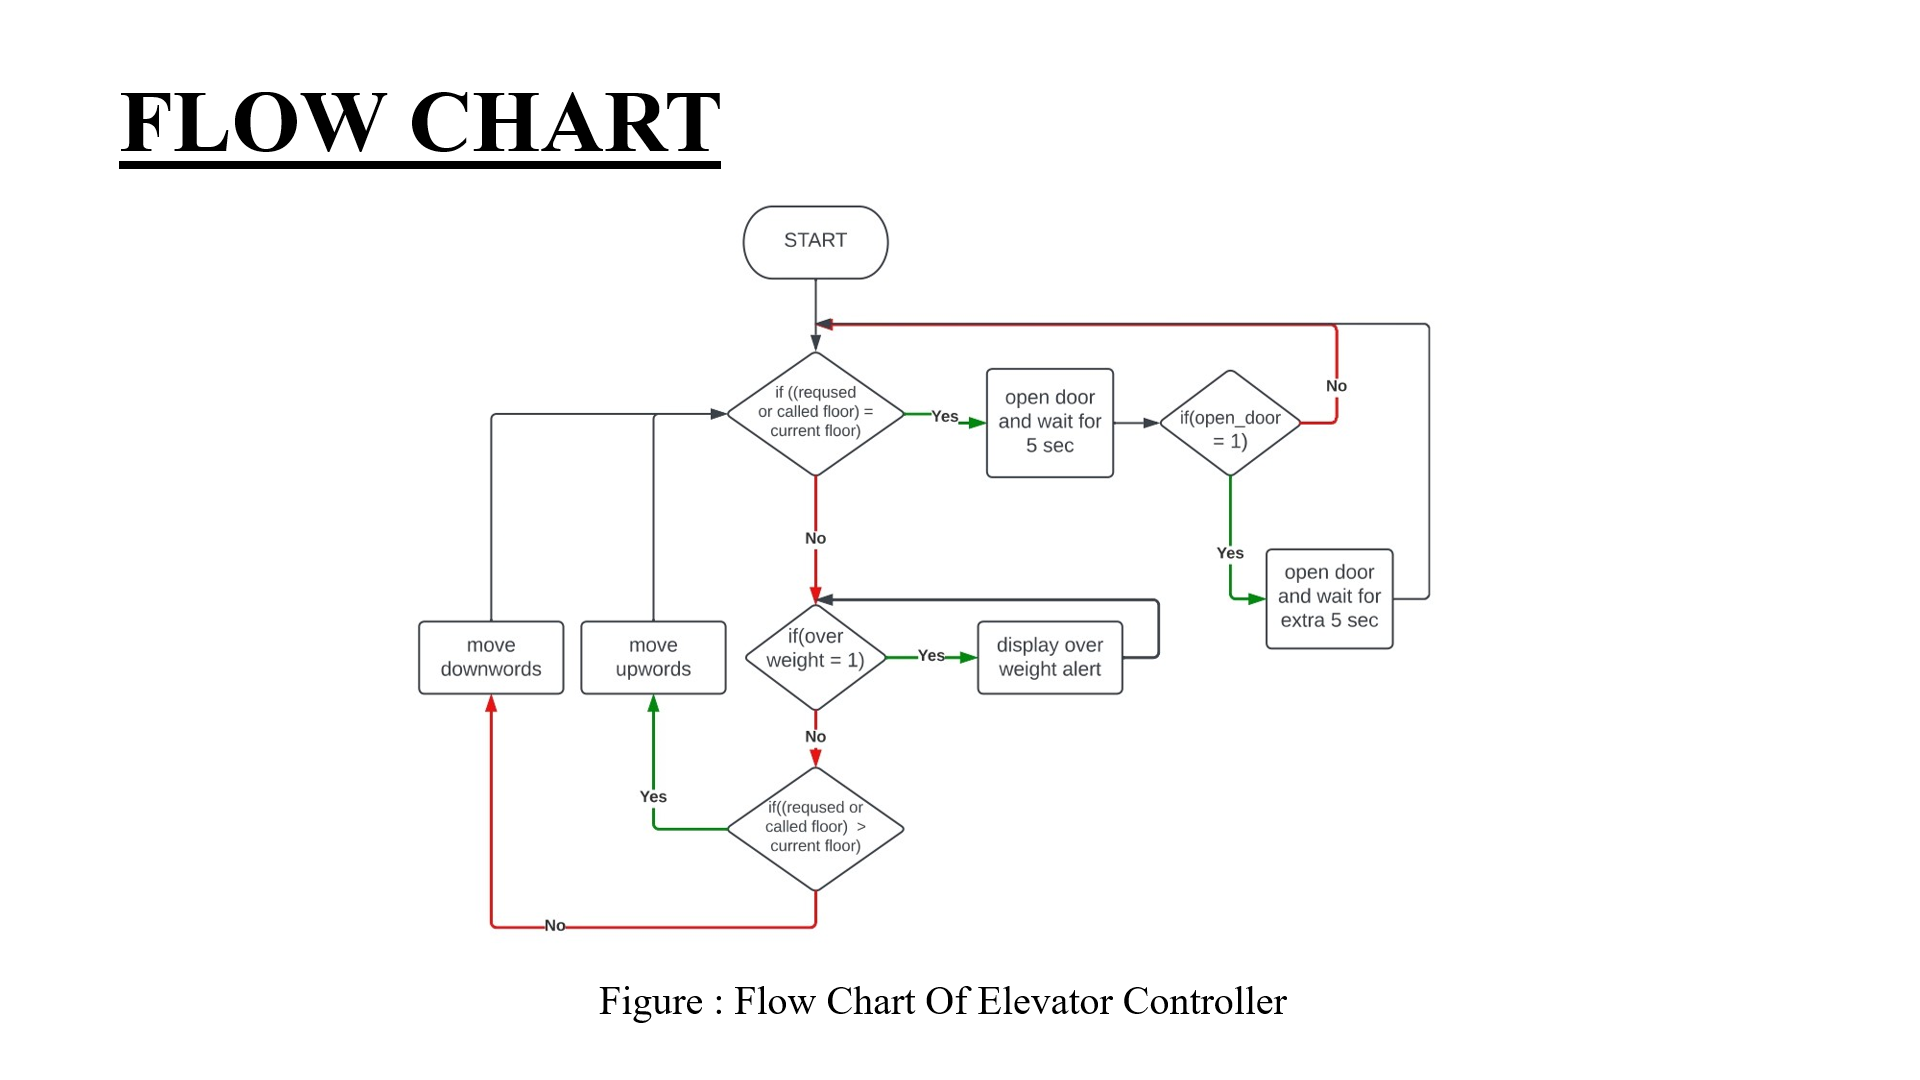 FLOW CHART
START
if ((reqused
or called floor) =
current floor)
Yes
open door
and wait for
5 sec
if(open_door
= 1)
No
No
Yes
open door
and wait for
extra 5 sec
move
downwords
move
upwords
if(over
weight = 1)
Yes
display over
weight alert
No
Yes
if((reqused or
called floor)  >
current floor)
No
Figure : Flow Chart Of Elevator Controller